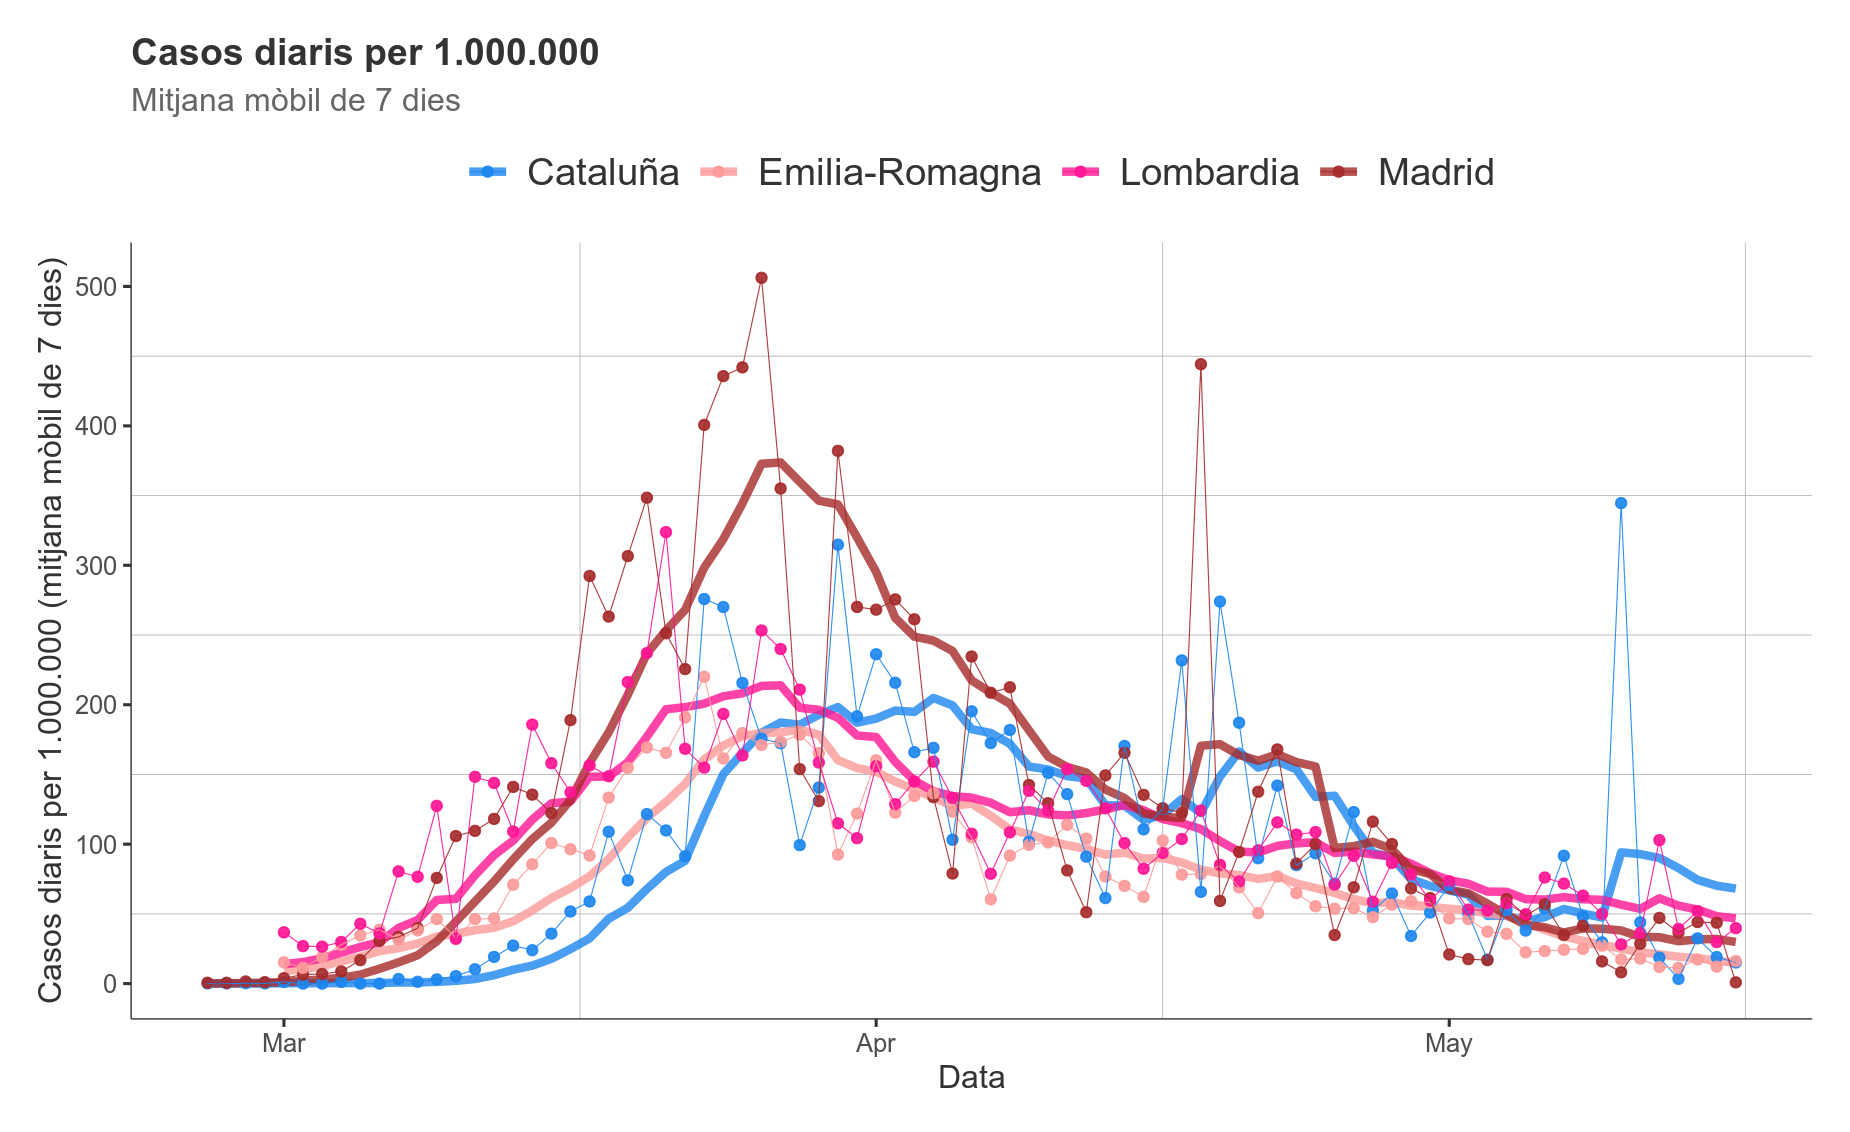 Casos diaris per 1.000.000
Mitjana mòbil de 7 dies
Cataluña Emilia-Romagna Lombardia Madrid
Casos diaris per 1.000.000 (mitjana mòbil de 7 dies)
500
400
300
200
100
0
Mar Apr May
Data